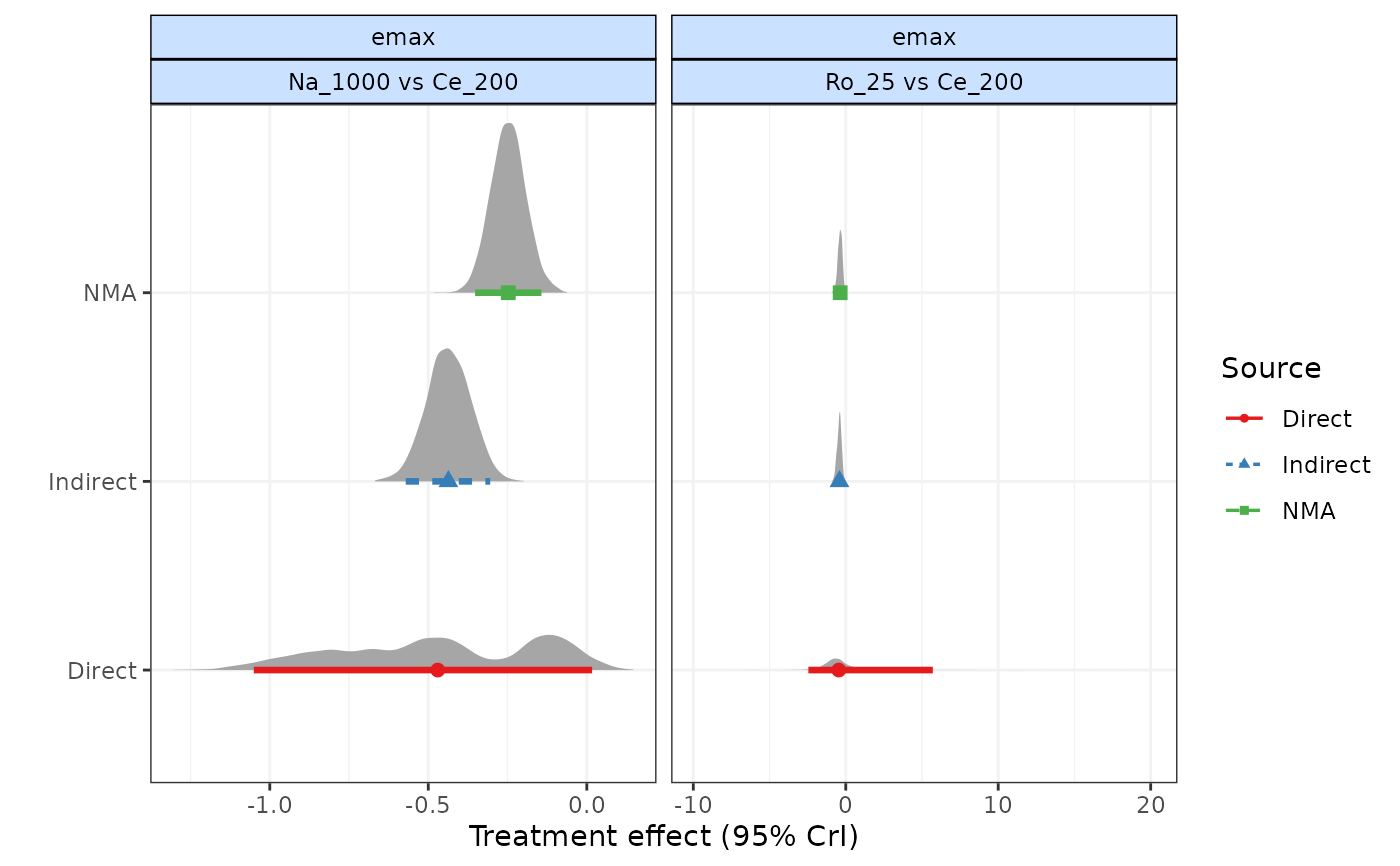 emax
emax
Na_1000 vs Ce_200
Ro_25 vs Ce_200
NMA
Indirect
Direct
-1.0
-0.5
0.0
-10
0
10
20
Treatment effect (95% CrI)
Source
Direct
Indirect
NMA